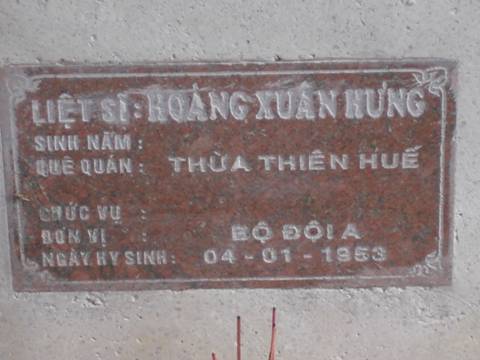 LIỆT SĨ : HOÀNG XUÂN HƯNG
SINH NĂM :
QUÊ QUÁN : THỪA THIÊN HUẾ
CHỨC VỤ :
ĐƠN VỊ : BỘ ĐỘI A
NGÀY HY SINH : 04 - 01 - 1953